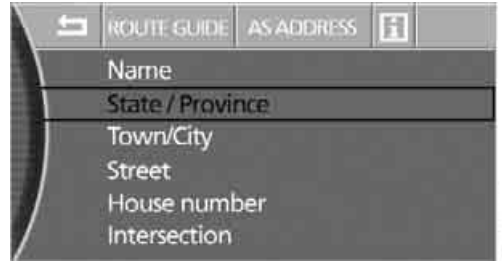 ROUTE GUIDE AS ADDRESS i
Name
State / Province
Town/City
Street
House number
Intersection